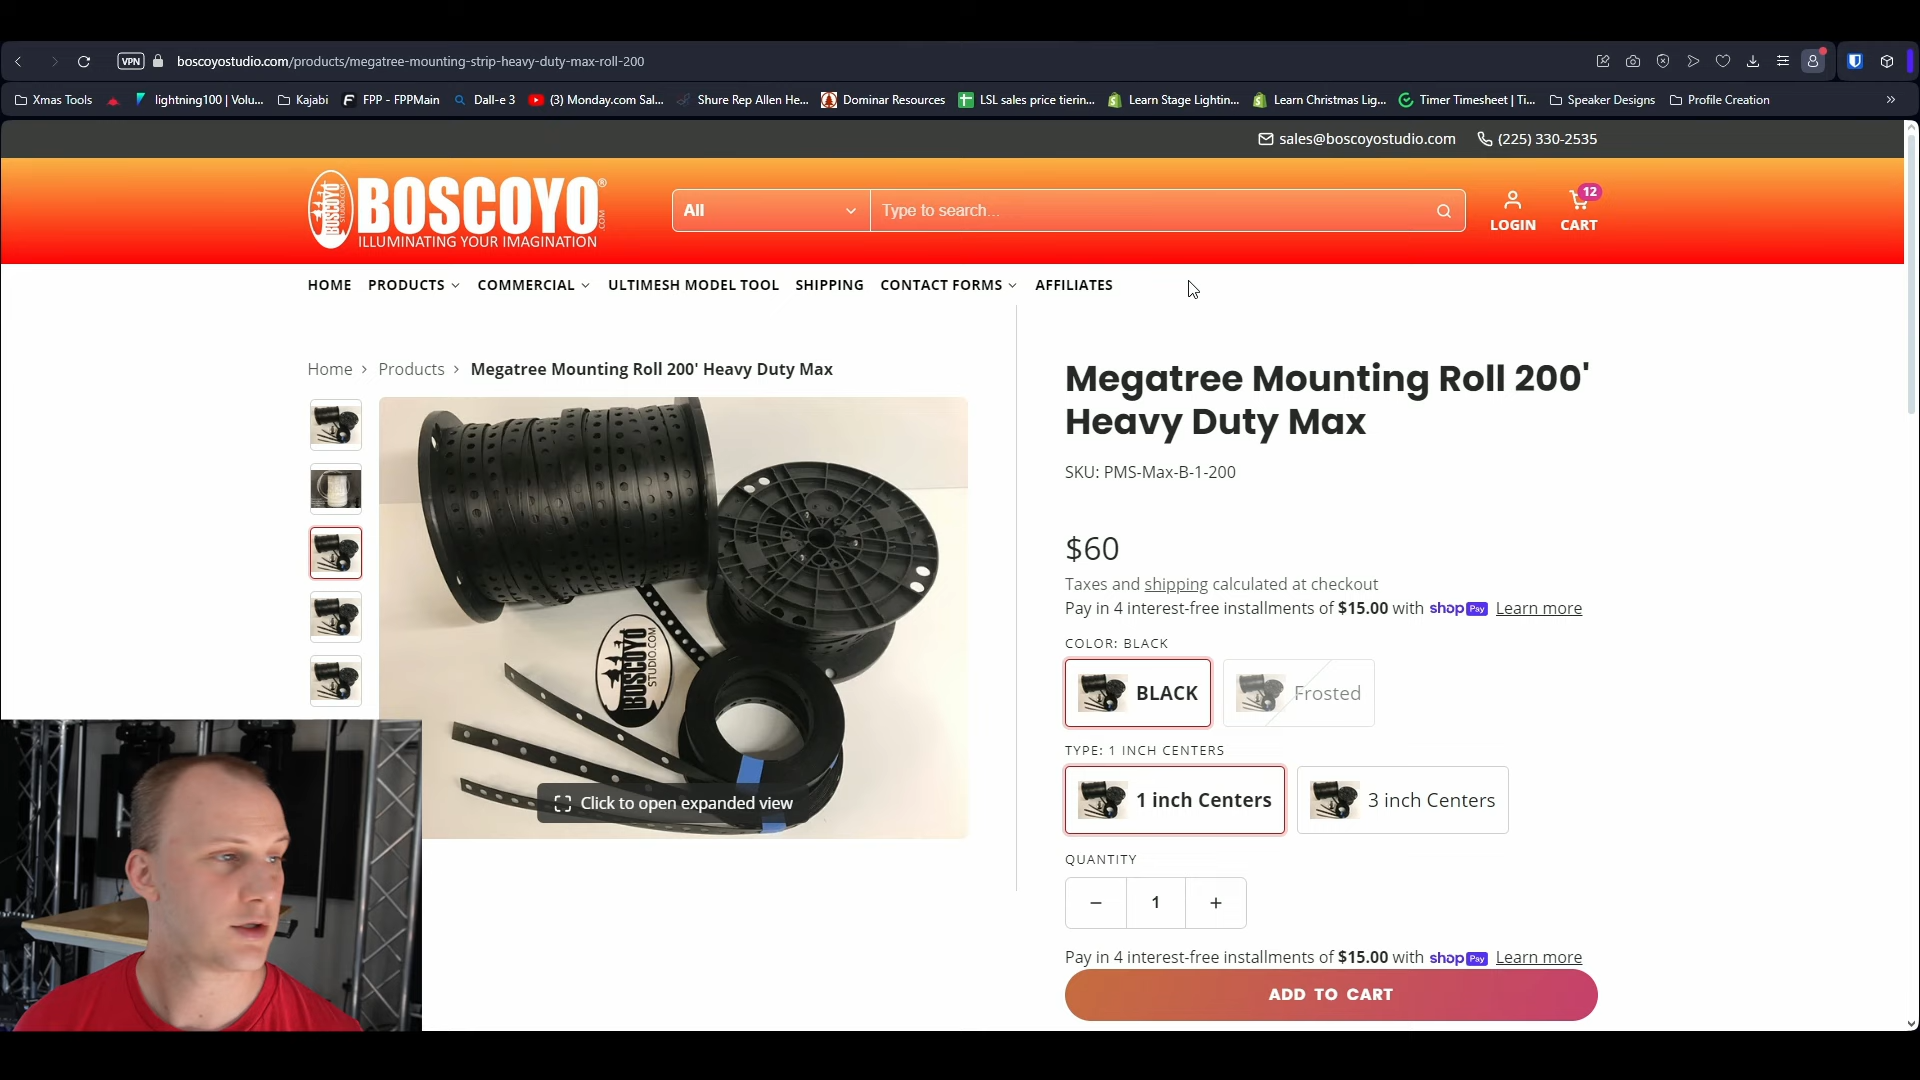 VPN
boscoyostudio.com/products/megatree-mounting-strip-heavy-duty-max-roll-200
Xmas Tools
lightning100 | Volu...
Kajabi
FPP - FPPMain
Dall-e 3
(3) Monday.com Sal...
Shure Rep Allen He...
Dominar Resources
LSL sales price tierin...
Learn Stage Lightin...
Learn Christmas Lig...
Timer Timesheet | Ti...
Speaker Designs
Profile Creation
sales@boscoyostudio.com
(225) 330-2535
BOSCOYO
STUDIO.COM
BOSCOYO®
.COM
ILLUMINATING YOUR IMAGINATION
All
Type to search...
LOGIN
12
CART
HOME
PRODUCTS
COMMERCIAL
ULTIMESH MODEL TOOL
SHIPPING
CONTACT FORMS
AFFILIATES
Home > Products > Megatree Mounting Roll 200' Heavy Duty Max
BOSCOYO
STUDIO.COM
Click to open expanded view
Megatree Mounting Roll 200'
Heavy Duty Max
SKU: PMS-Max-B-1-200
$60
Taxes and shipping calculated at checkout
Pay in 4 interest-free installments of $15.00 with shop Pay Learn more
COLOR: BLACK
BLACK
Frosted
TYPE: 1 INCH CENTERS
1 inch Centers
3 inch Centers
QUANTITY
− 1 +
Pay in 4 interest-free installments of $15.00 with shop Pay Learn more
ADD TO CART